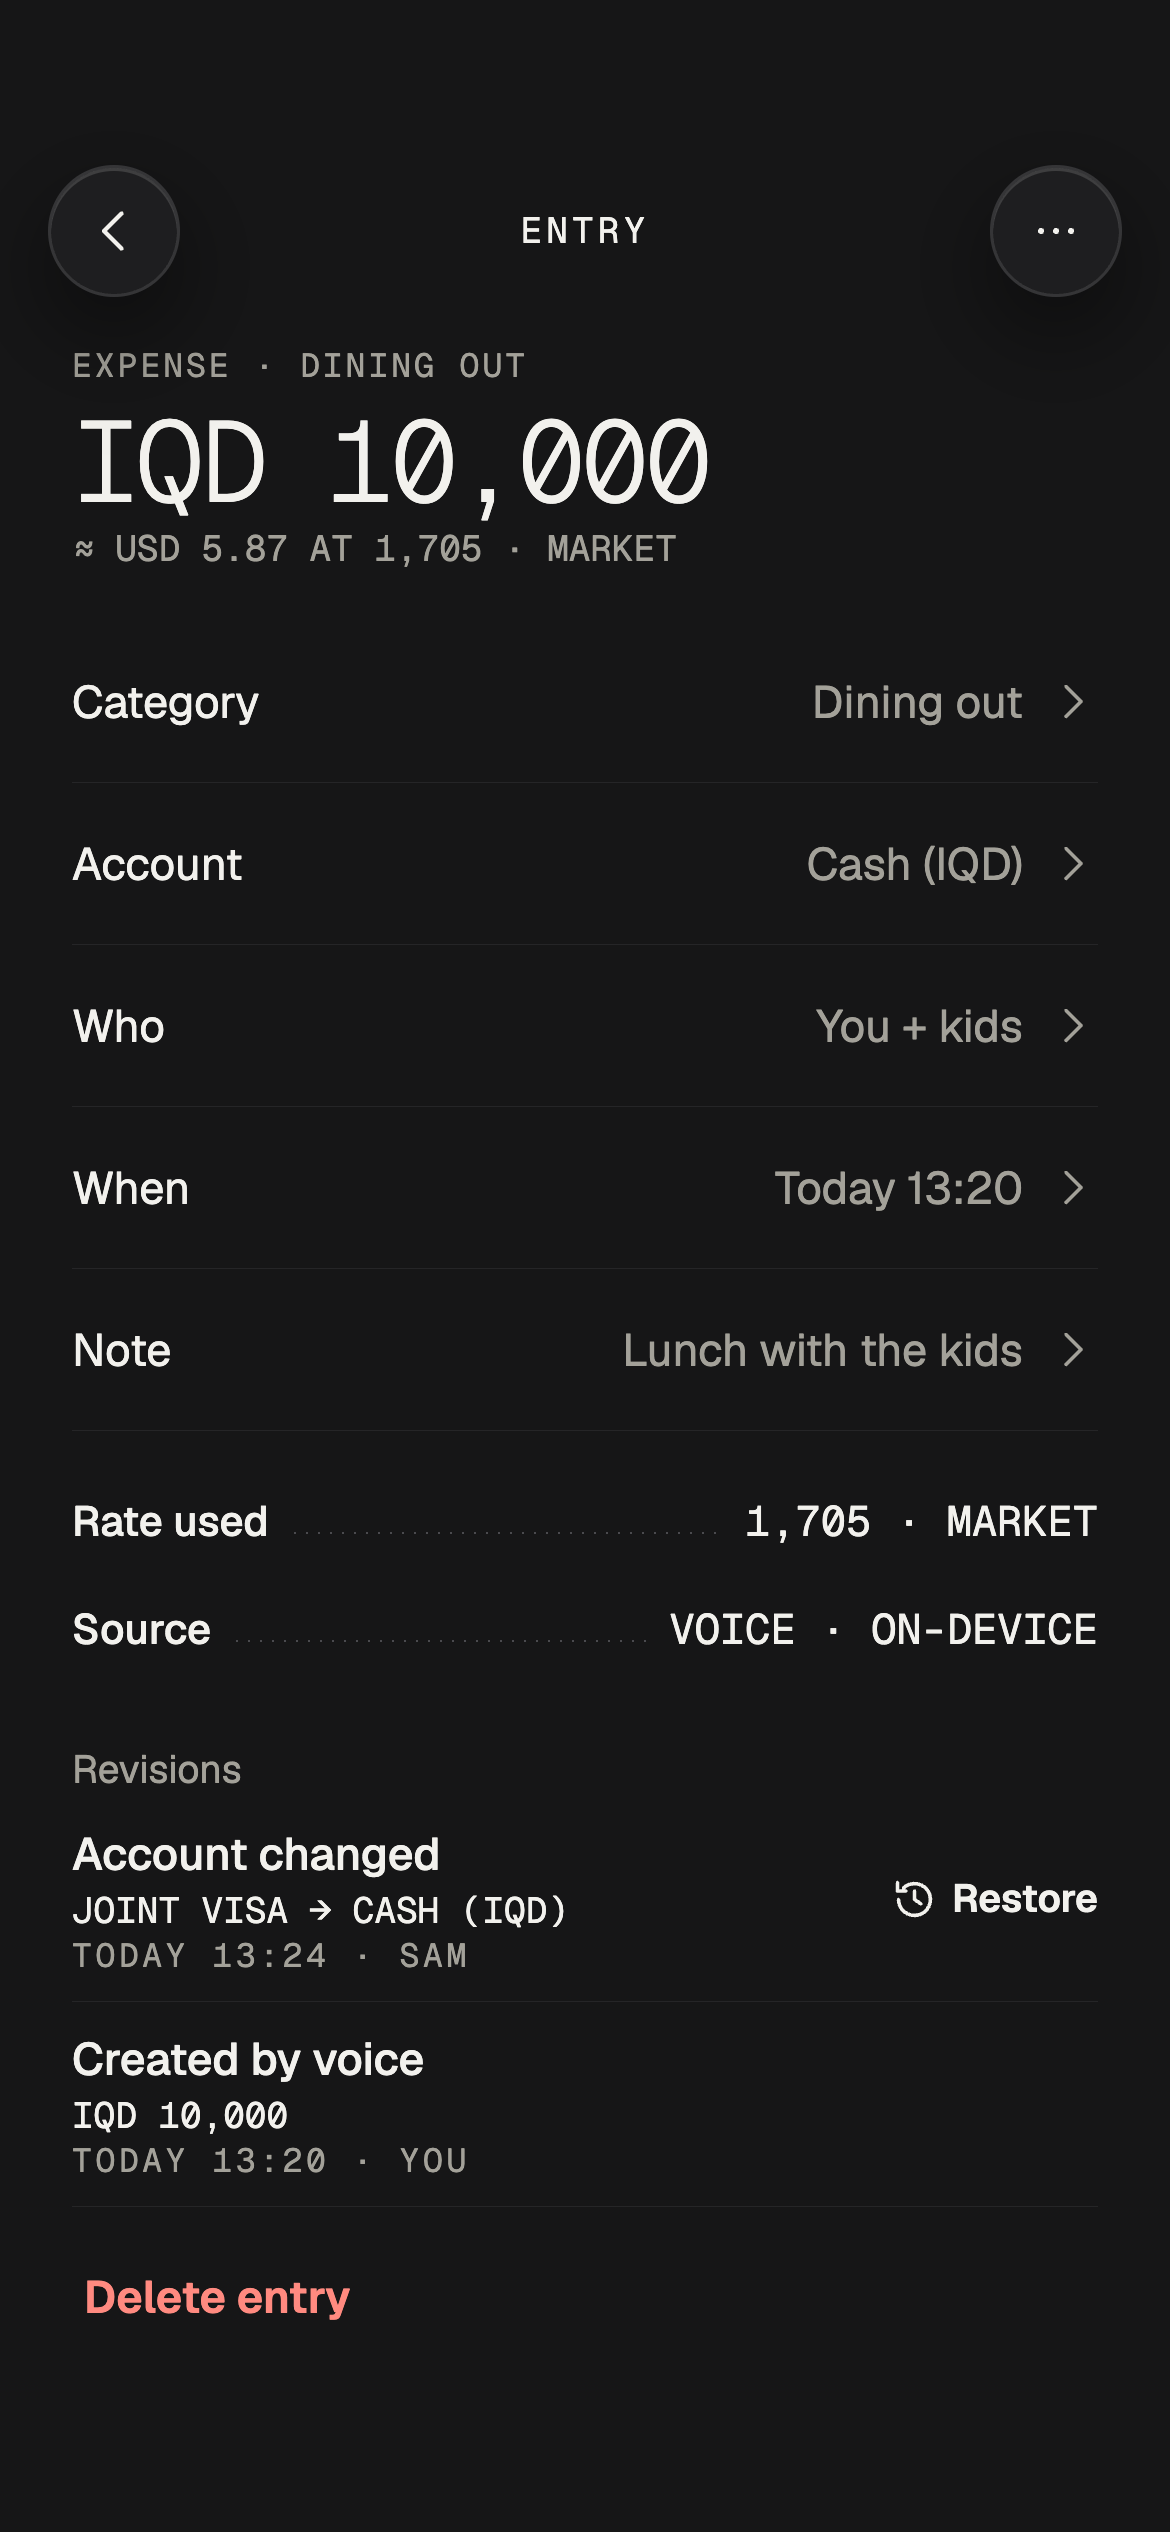 ENTRY
EXPENSE · DINING OUT
IQD 10,000
≈ USD 5.87 AT 1,705 · MARKET
Category Dining out
Account Cash (IQD)
Who You + kids
When Today 13:20
Note Lunch with the kids
Rate used 1,705 · MARKET
Source VOICE · ON-DEVICE
Revisions
Account changed
JOINT VISA → CASH (IQD)
Restore
TODAY 13:24 · SAM
Created by voice
IQD 10,000
TODAY 13:20 · YOU
Delete entry